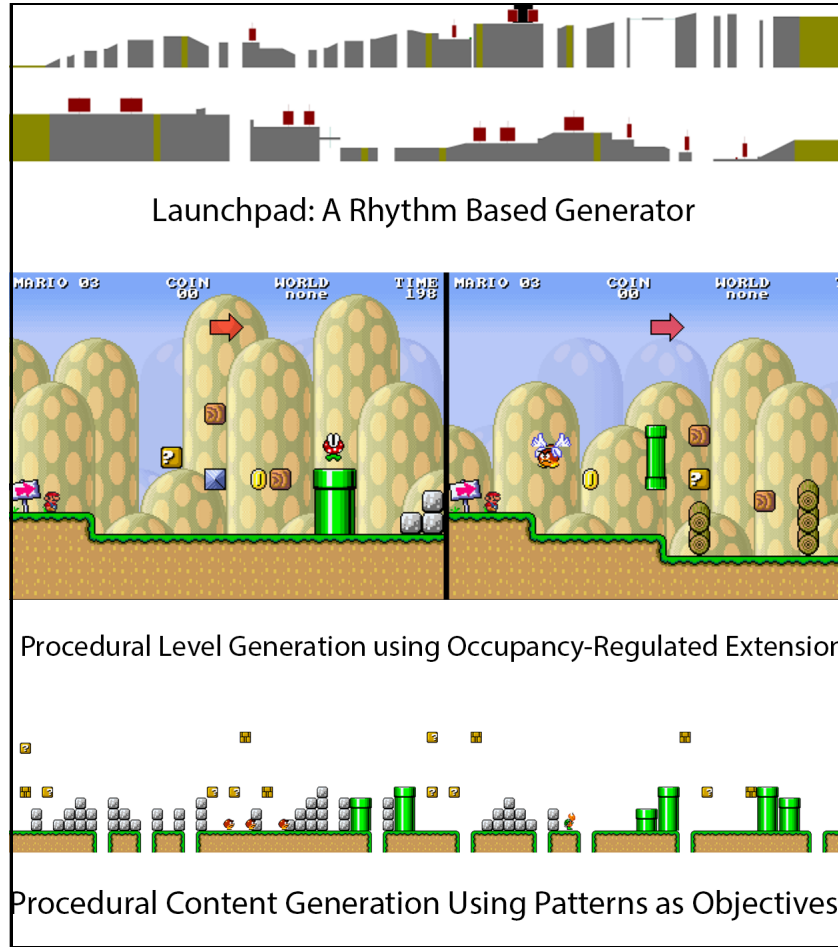 Launchpad: A Rhythm Based Generator
MARIO 03 COIN WORLD TIME
00 none 198
MARIO 03 COIN WORLD
00 none
Procedural Level Generation using Occupancy-Regulated Extension
Procedural Content Generation Using Patterns as Objectives